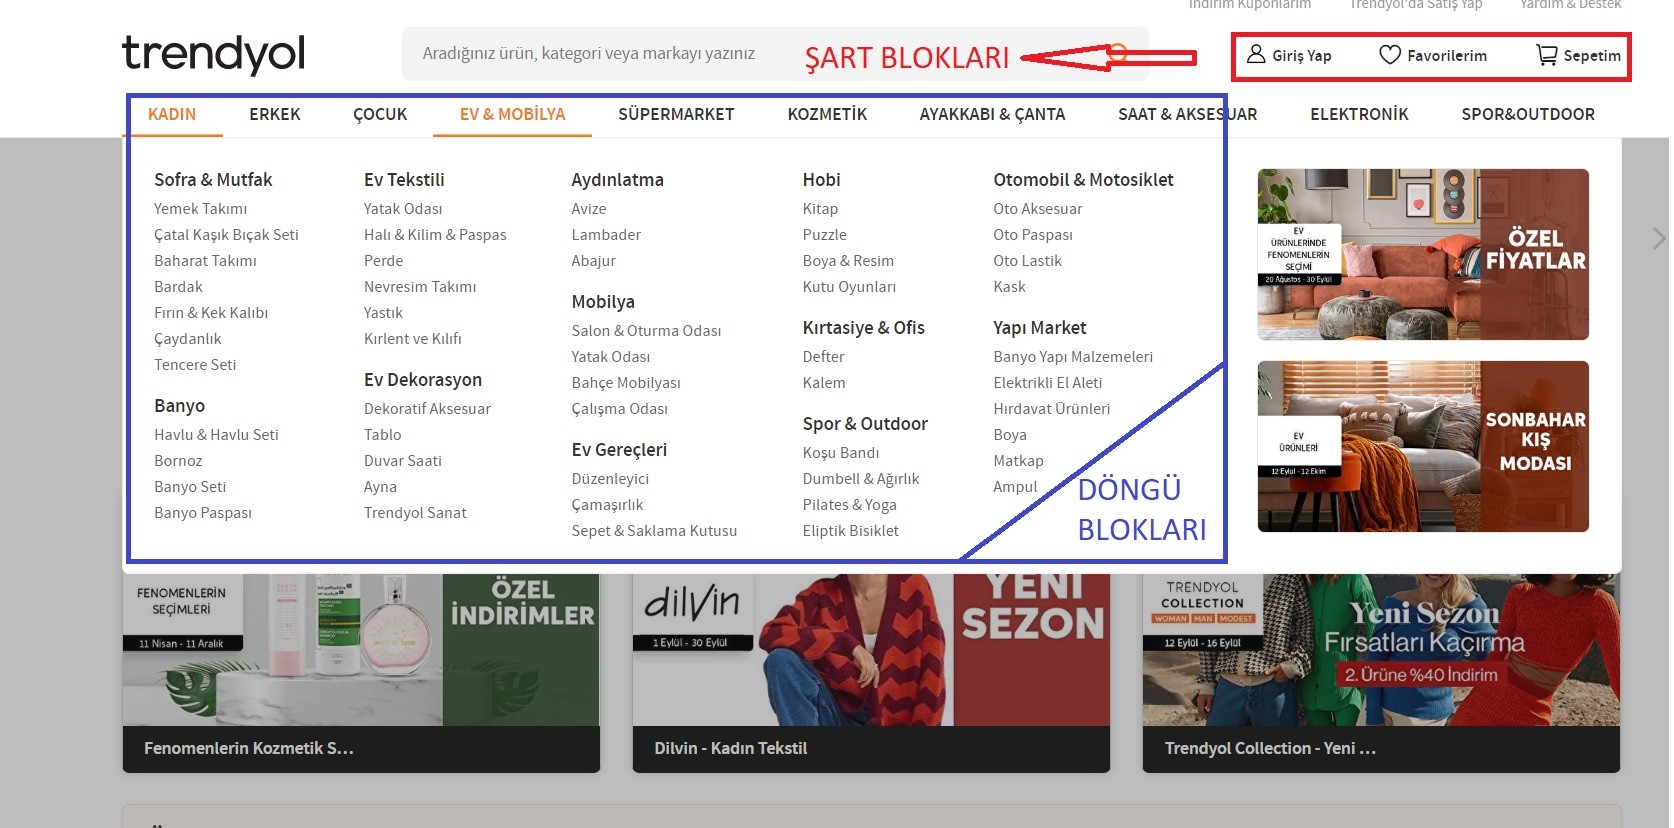 İndirim Kuponlarım Trendyol'da Satış Yap Yardım & Destek
trendyol
Aradığınız ürün, kategori veya markayı yazınız
ŞART BLOKLARI
Giriş Yap Favorilerim Sepetim
KADIN ERKEK ÇOCUK EV & MOBİLYA SÜPERMARKET KOZMETİK AYAKKABI & ÇANTA SAAT & AKSESUAR ELEKTRONİK SPOR&OUTDOOR
Sofra & Mutfak
Yemek Takımı
Çatal Kaşık Bıçak Seti
Baharat Takımı
Bardak
Fırın & Kek Kalıbı
Çaydanlık
Tencere Seti
Banyo
Havlu & Havlu Seti
Bornoz
Banyo Seti
Banyo Paspası
Ev Tekstili
Yatak Odası
Halı & Kilim & Paspas
Perde
Nevresim Takımı
Yastık
Kırlent ve Kılıfı
Ev Dekorasyon
Dekoratif Aksesuar
Tablo
Duvar Saati
Ayna
Trendyol Sanat
Aydınlatma
Avize
Lambader
Abajur
Mobilya
Salon & Oturma Odası
Yatak Odası
Bahçe Mobilyası
Çalışma Odası
Ev Gereçleri
Düzenleyici
Çamaşırlık
Sepet & Saklama Kutusu
Hobi
Kitap
Puzzle
Boya & Resim
Kutu Oyunları
Kırtasiye & Ofis
Defter
Kalem
Spor & Outdoor
Koşu Bandı
Dumbell & Ağırlık
Pilates & Yoga
Eliptik Bisiklet
Otomobil & Motosiklet
Oto Aksesuar
Oto Paspası
Oto Lastik
Kask
Yapı Market
Banyo Yapı Malzemeleri
Elektrikli El Aleti
Hırdavat Ürünleri
Boya
Matkap
Ampul
DÖNGÜ
BLOKLARI
EV
ÜRÜNLERİNDE
FENOMENLERİN
SEÇİMİ
20 Ağustos - 30 Eylül
ÖZEL
FİYATLAR
EV
ÜRÜNLERİ
12 Eylül - 12 Ekim
SONBAHAR
KIŞ
MODASI
FENOMENLERİN
SEÇİMLERİ
11 Nisan - 11 Aralık
ÖZEL
İNDİRİMLER
Fenomenlerin Kozmetik S...
dilvin
1 Eylül - 30 Eylül
YENİ
SEZON
Dilvin - Kadın Tekstil
TRENDYOL
COLLECTION
WOMAN | MAN | MODEST
12 Eylül - 16 Eylül
Yeni Sezon
Fırsatları Kaçırma
2. Ürüne %40 İndirim
Trendyol Collection - Yeni ...